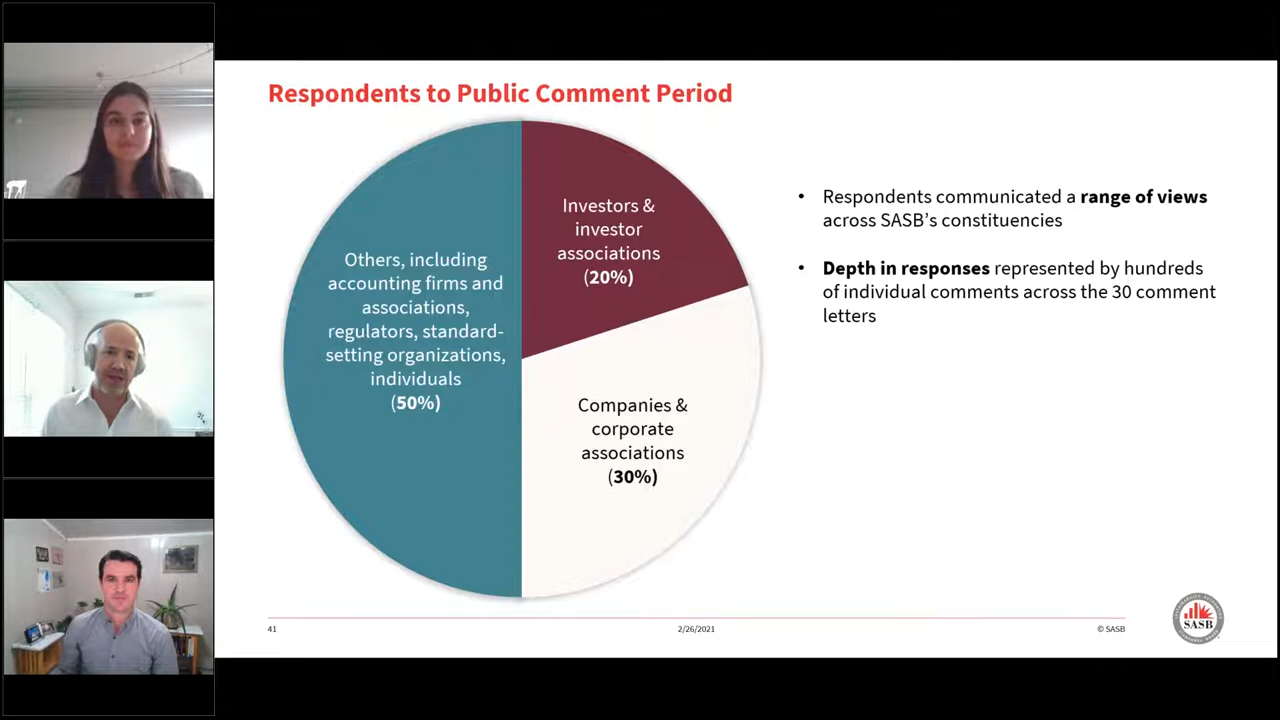 Respondents to Public Comment Period
Others, including
accounting firms and
associations,
regulators, standard-
setting organizations,
individuals
(50%)
Investors &
investor
associations
(20%)
Companies &
corporate
associations
(30%)
• Respondents communicated a range of views
across SASB’s constituencies
• Depth in responses represented by hundreds
of individual comments across the 30 comment
letters
41
2/26/2021
© SASB
SASB